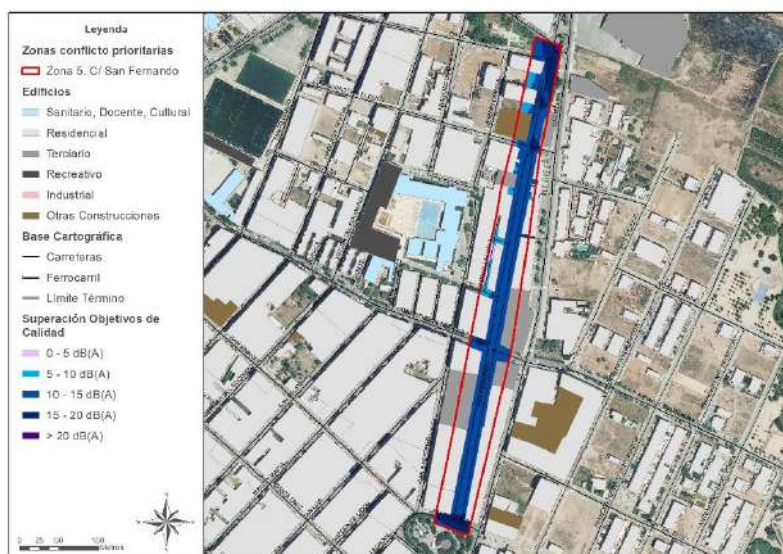 Leyenda
Zonas conflicto prioritarias
Zona 5. C/ San Fernando
Edificios
Sanitario, Docente, Cultural
Residencial
Terciario
Recreativo
Industrial
Otras Construcciones
Base Cartográfica
Carreteras
Ferrocarril
Límite Término
Superación Objetivos de
Calidad
0 - 5 dB(A)
5 - 10 dB(A)
10 - 15 dB(A)
15 - 20 dB(A)
> 20 dB(A)
0 25 50 100
Metros